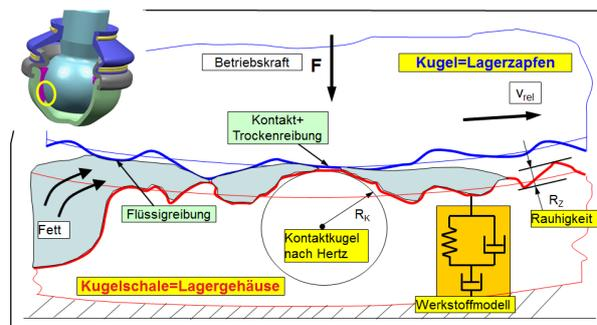 Betriebskraft
F
Kugel=Lagerzapfen
v rel
Kontakt+
Trockenreibung
Fett
Flüssigreibung
R K
R Z
Rauhigkeit
Kontaktkugel
nach Hertz
Kugelschale=Lagergehäuse
Werkstoffmodell